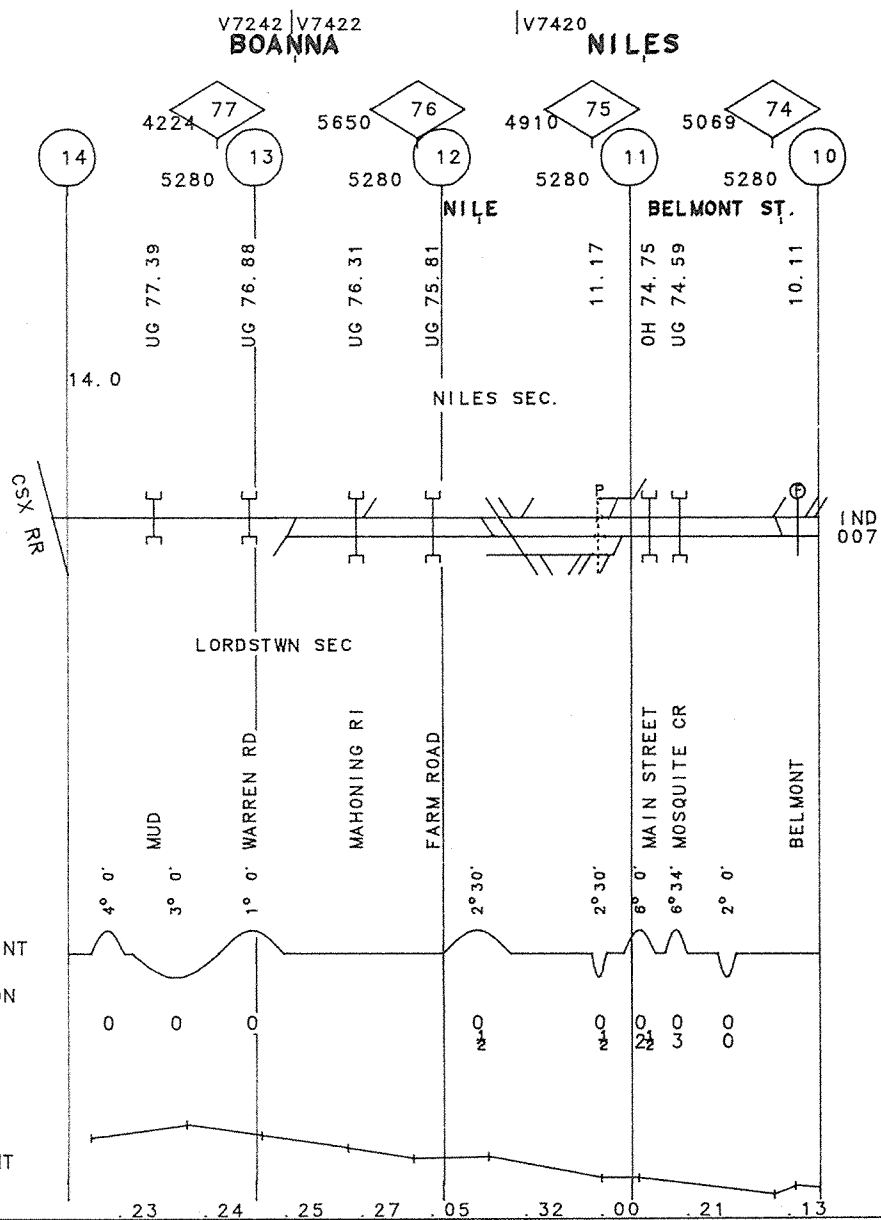 V7242 V7422 V7420
BOANNA NILES
77 76 75 74
4224 5650 4910 5069
14 13 12 11 10
5280 5280 5280 5280
NILE BELMONT ST.
UG 77.39
UG 76.88
UG 76.31
UG 75.81
11.17
OH 74.75
UG 74.59
10.11
14.0
NILES SEC.
CSX RR
P
F
IND
007
LORDSTWN SEC
MUD
WARREN RD
MAHONING RI
FARM ROAD
MAIN STREET
MOSQUITE CR
BELMONT
4° 0'
3° 0'
1° 0'
2° 30'
2° 30'
6° 0'
6° 34'
2° 0'
NT
ON
0 0 0 0 0 0 0 0
½ ½ 2½ 3 0
NT
.23 .24 .25 .27 .05 .32 .00 .21 .13